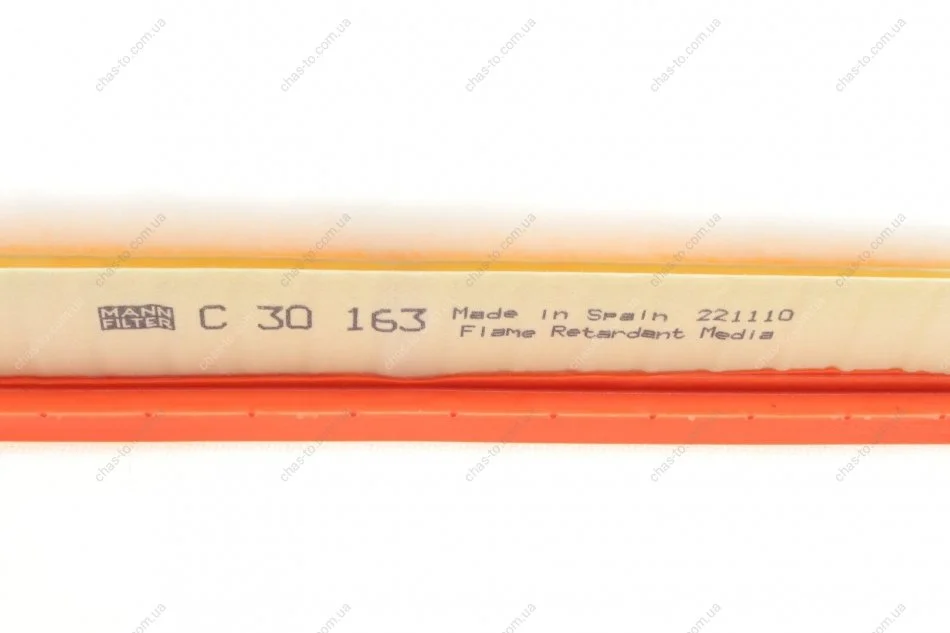 MANN
FILTER
C 30 163
Made in Spain 221110
Flame Retardant Media
chas-to.com.ua